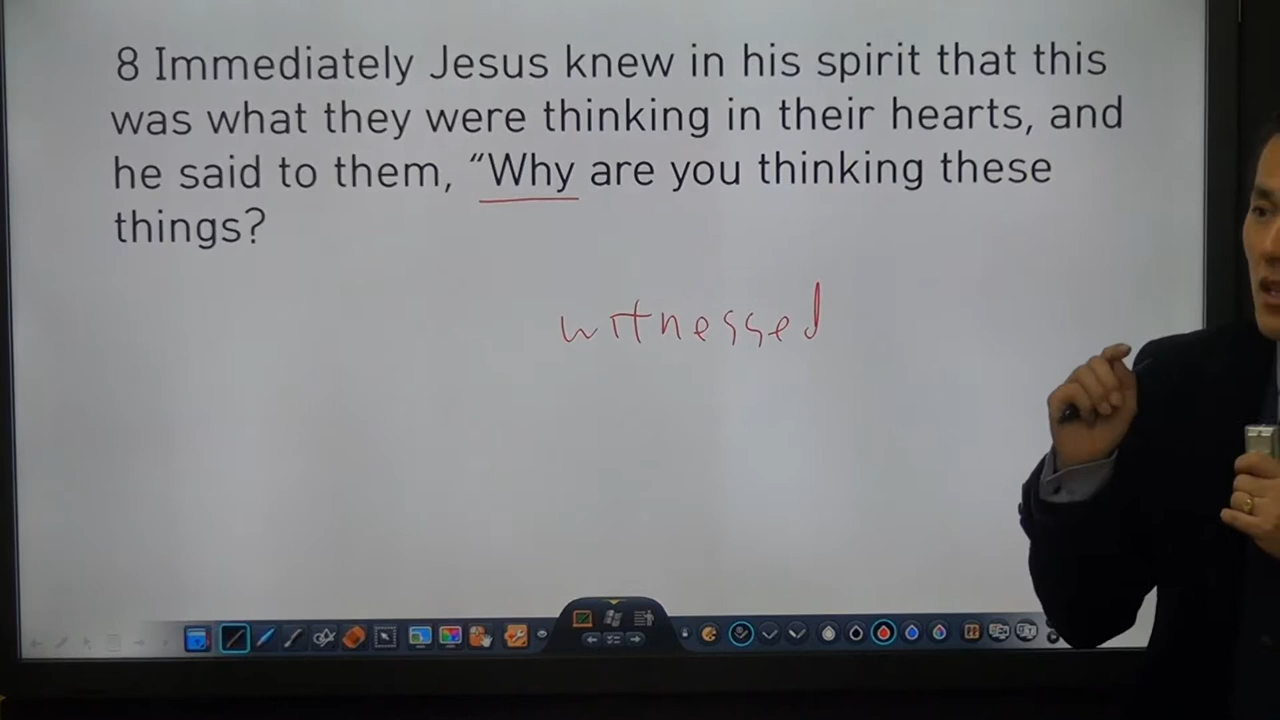 8 Immediately Jesus knew in his spirit that this
was what they were thinking in their hearts, and
he said to them, “Why are you thinking these
things?
witnessed